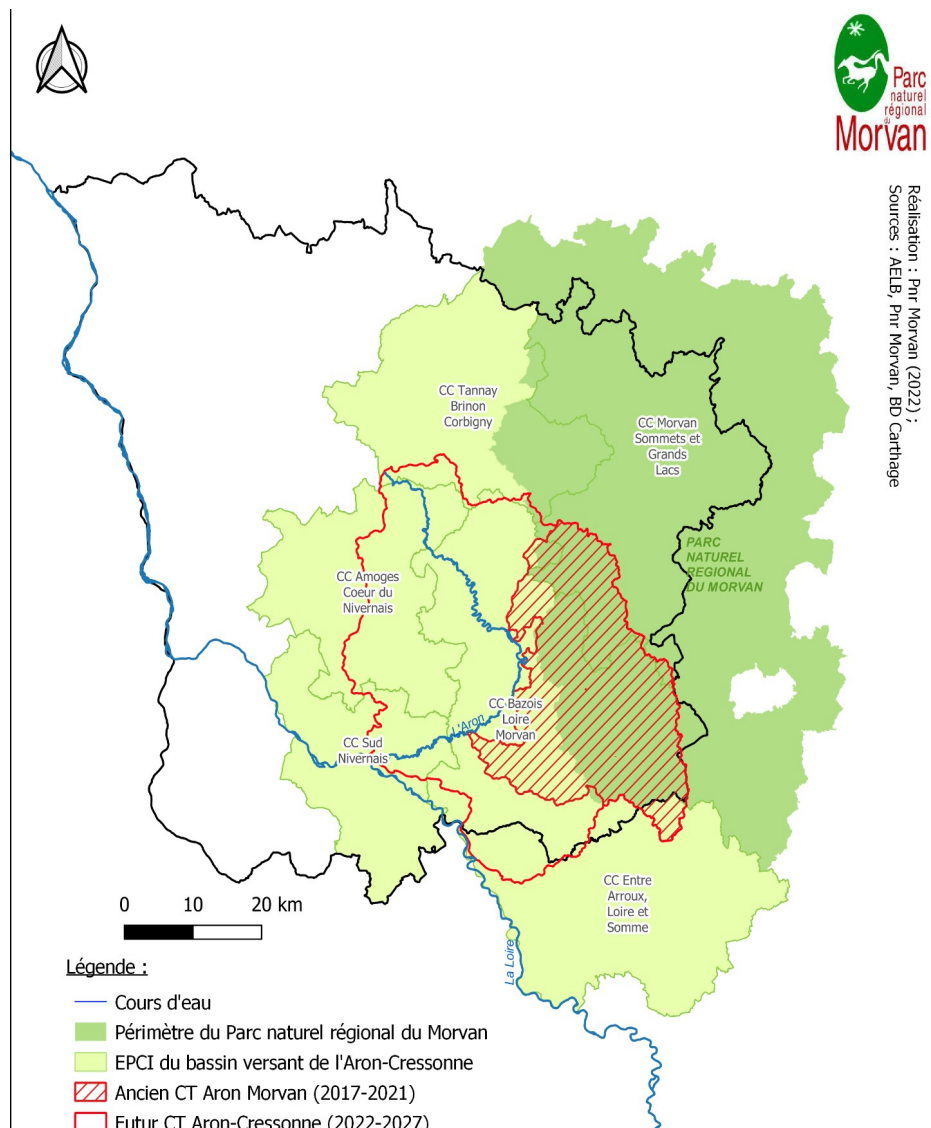 Parc
naturel
régional
du
Morvan
Réalisation : Pnr Morvan (2022) ;
Sources : AELB, Pnr Morvan, BD Carthage
CC Tannay
Brinon
Corbigny
CC Morvan
Sommets et
Grands
Lacs
PARC
NATUREL
REGIONAL
DU MORVAN
CC Amoges
Coeur du
Nivernais
CC Bazois
Loire
Morvan
L'Aron
CC Sud
Nivernais
CC Entre
Arroux,
Loire et
Somme
La Loire
0 10 20 km
Légende :
Cours d'eau
Périmètre du Parc naturel régional du Morvan
EPCI du bassin versant de l'Aron-Cressonne
Ancien CT Aron Morvan (2017-2021)
Futur CT Aron-Cressonne (2022-2027)